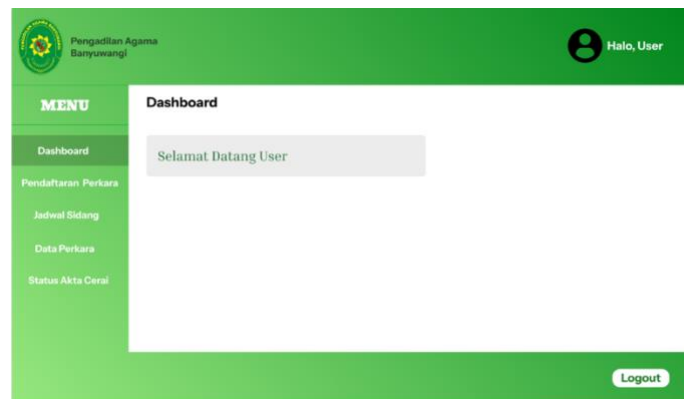 Pengadilan Agama
Banyuwangi
Halo, User
MENU
Dashboard
Dashboard
Selamat Datang User
Pendaftaran Perkara
Jadwal Sidang
Data Perkara
Status Akta Cerai
Logout